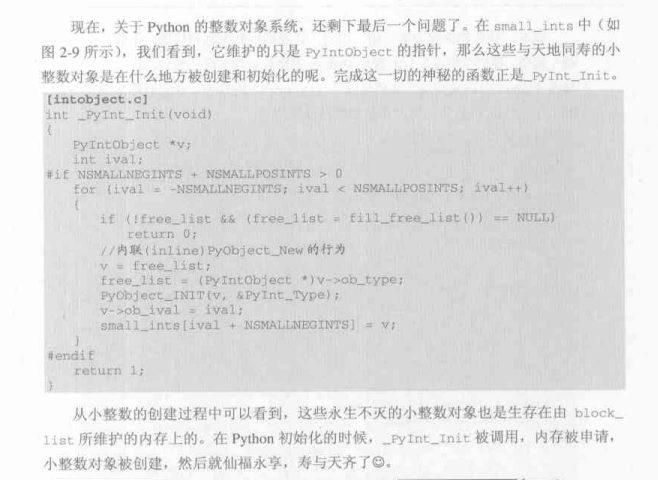 现在，关于 Python 的整数对象系统，还剩下最后一个问题了。在 small_ints 中（如
图 2-9 所示），我们看到，它维护的只是 PyIntObject 的指针，那么这些与天地同寿的小
整数对象是在什么地方被创建和初始化的呢。完成这一切的神秘的函数正是_PyInt_Init。
[intobject.c]
int _PyInt_Init(void)
{
    PyIntObject *v;
    int ival;
#if NSMALLNEGINTS + NSMALLPOSINTS > 0
    for (ival = -NSMALLNEGINTS; ival < NSMALLPOSINTS; ival++)
    {
        if (!free_list && (free_list = fill_free_list()) == NULL)
            return 0;
        //内联(inline)PyObject_New 的行为
        v = free_list;
        free_list = (PyIntObject *)v->ob_type;
        PyObject_INIT(v, &PyInt_Type);
        v->ob_ival = ival;
        small_ints[ival + NSMALLNEGINTS] = v;
    }
#endif
    return 1;
}
从小整数的创建过程中可以看到，这些永生不灭的小整数对象也是生存在由 block_
list 所维护的内存上的。在 Python 初始化的时候，_PyInt_Init 被调用，内存被申请，
小整数对象被创建，然后就仙福永享，寿与天齐了☺。